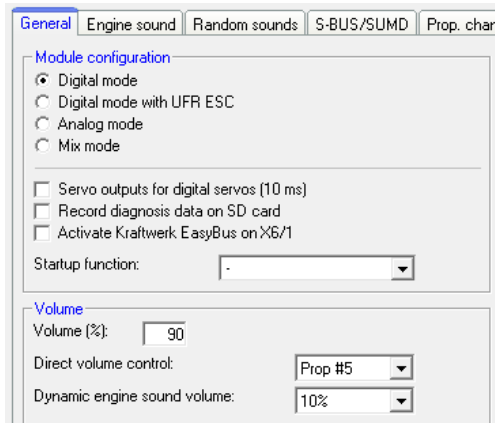 General Engine sound Random sounds S-BUS/SUMD Prop. char
Module configuration
Digital mode
Digital mode with UFR ESC
Analog mode
Mix mode
Servo outputs for digital servos (10 ms)
Record diagnosis data on SD card
Activate Kraftwerk EasyBus on X6/1
Startup function: -
Volume
Volume (%): 90
Direct volume control: Prop #5
Dynamic engine sound volume: 10%